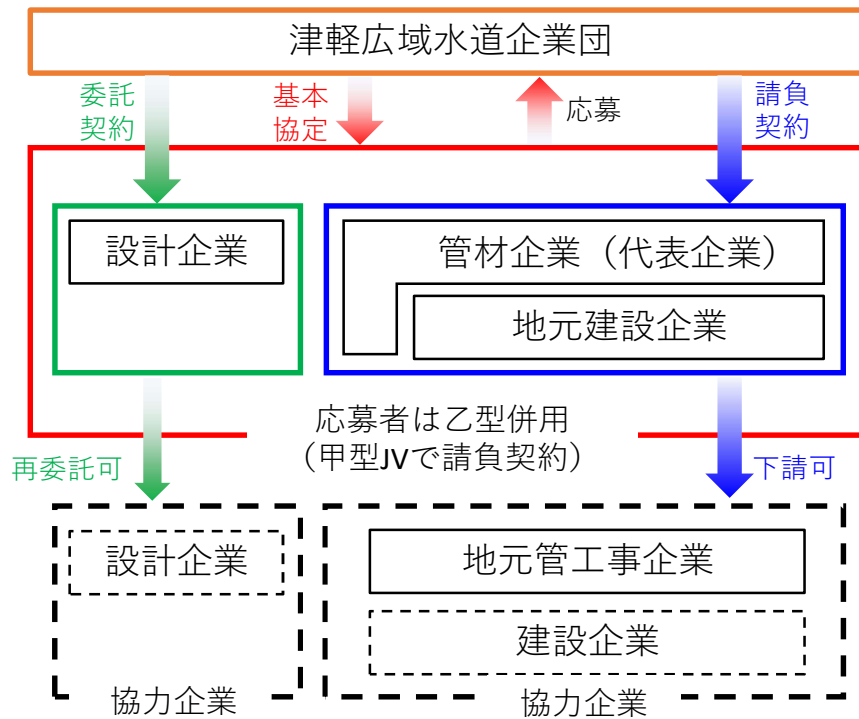 津軽広域水道企業団
委託
契約
基本
協定
応募
請負
契約
設計企業
管材企業（代表企業）
地元建設企業
応募者は乙型併用
（甲型JVで請負契約）
再委託可
下請可
設計企業
地元管工事企業
建設企業
協力企業
協力企業